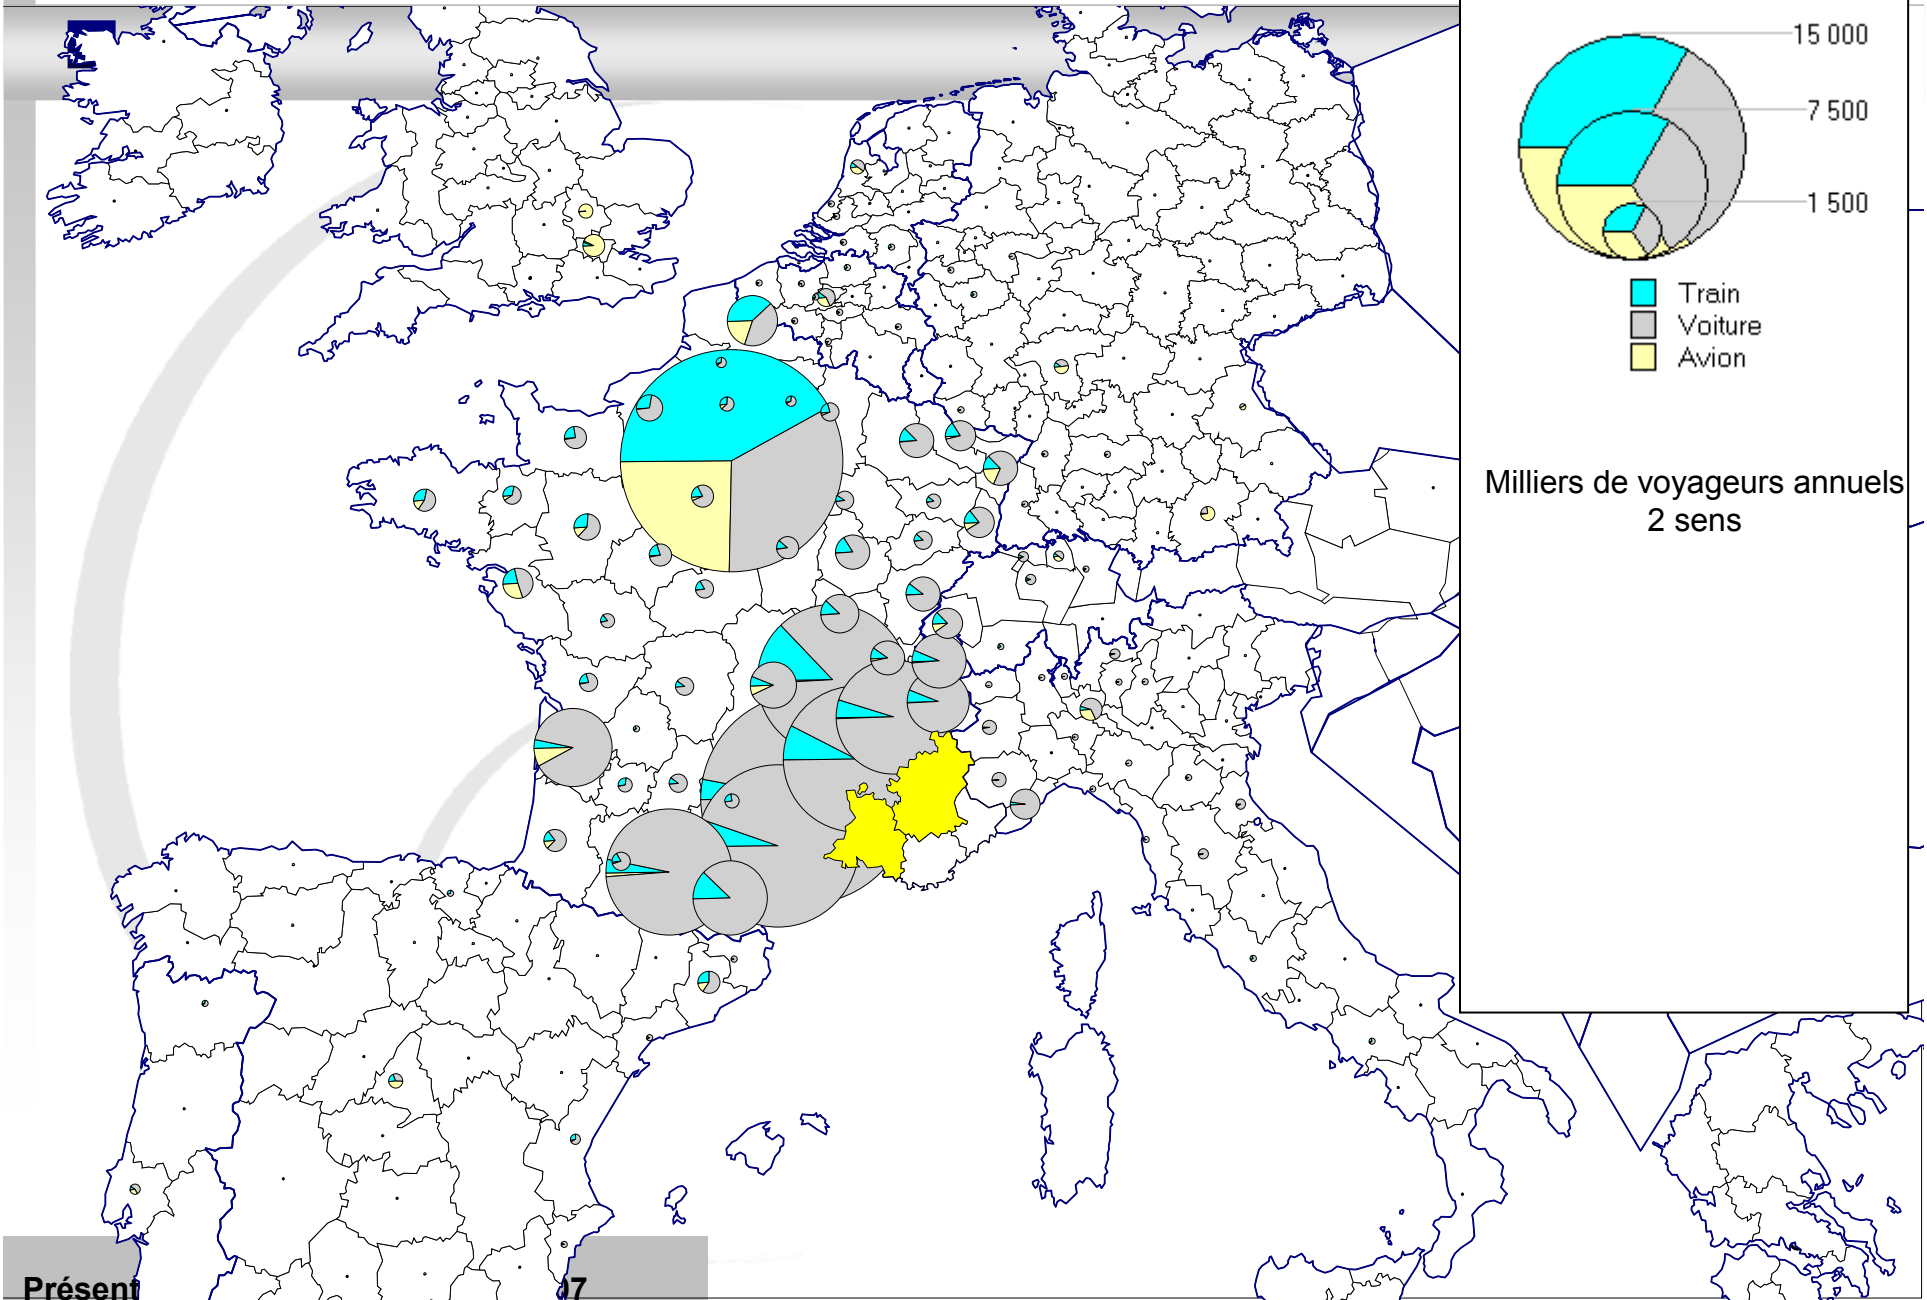 15 000
7 500
1 500
Train
Voiture
Avion
Milliers de voyageurs annuels
2 sens
Présent
07